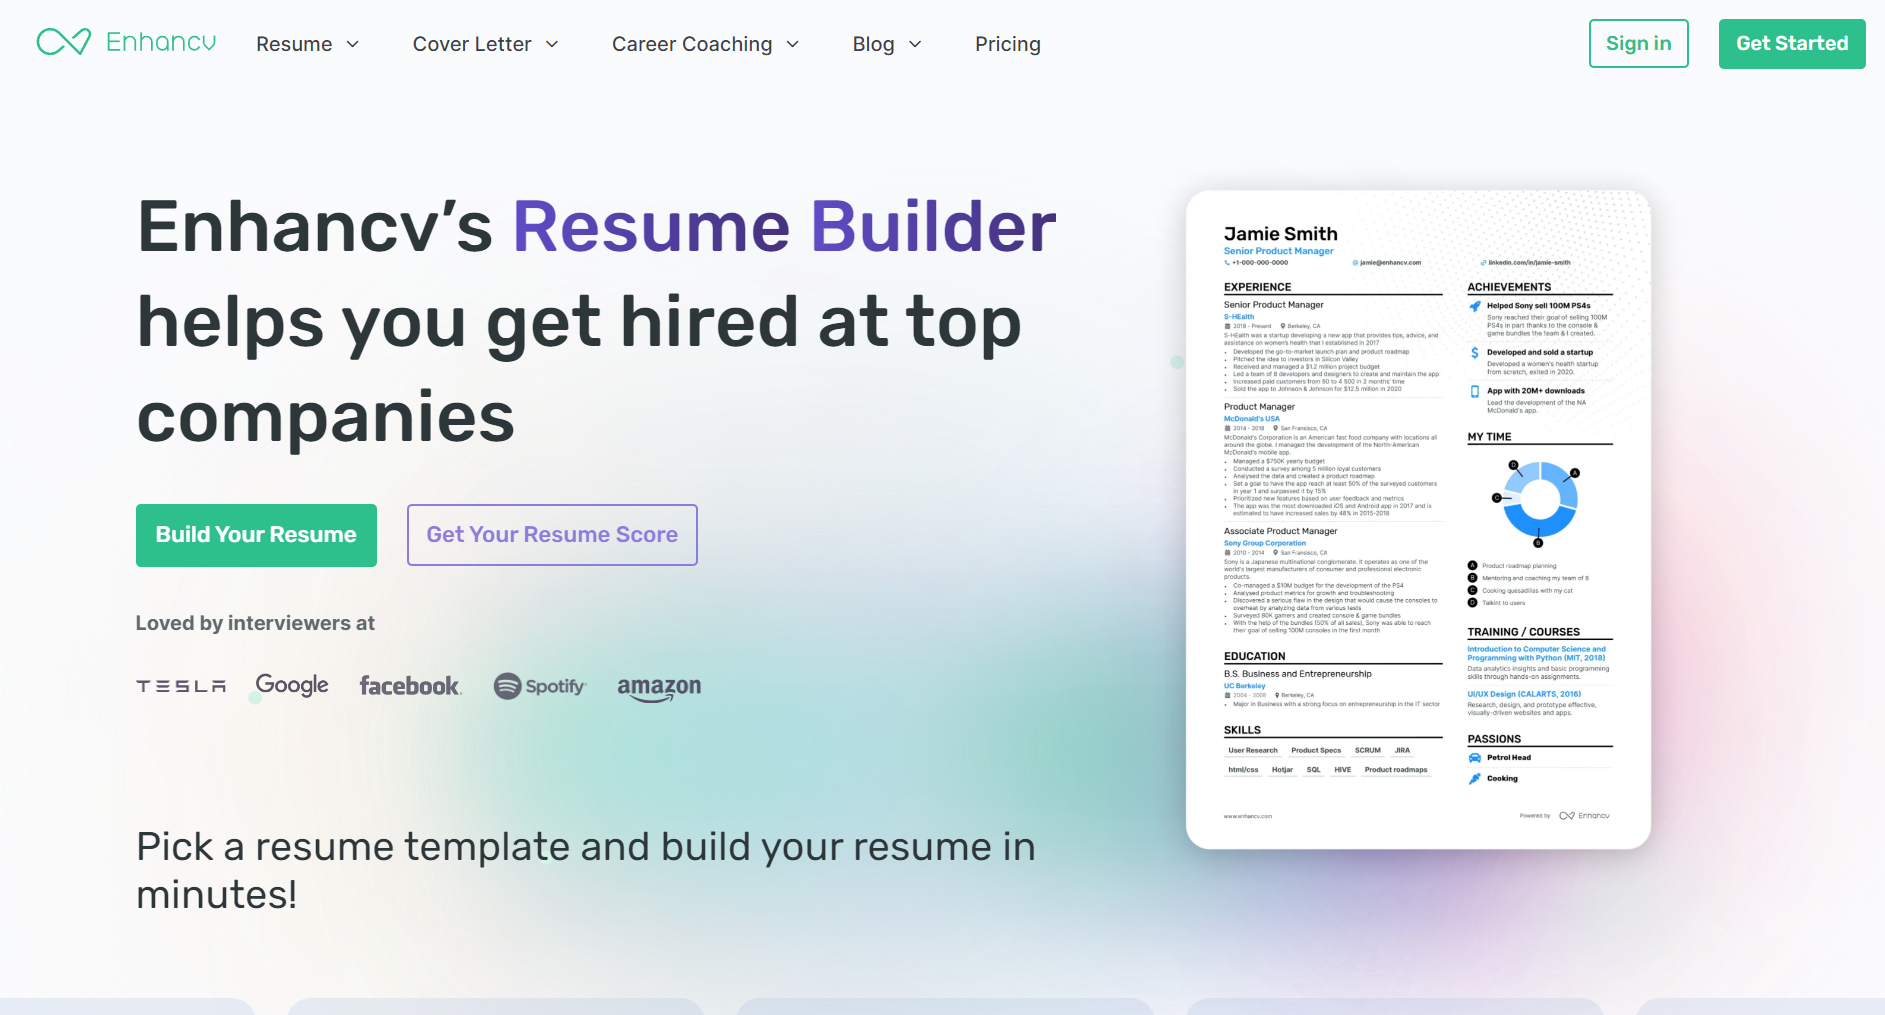 Enhancv
Resume
Cover Letter
Career Coaching
Blog
Pricing
Sign in
Get Started
Enhancv’s Resume Builder
helps you get hired at top
companies
Build Your Resume
Get Your Resume Score
Loved by interviewers at
TESLA
Google
facebook.
Spotify
amazon
Pick a resume template and build your resume in
minutes!
Jamie Smith
Senior Product Manager
+1-000-000-0000
jamie@enhancv.com
linkedin.com/in/jamie-smith
EXPERIENCE
Senior Product Manager
S-HEalth
2018 - Present
Berkeley, CA
S-HEalth was a startup developing a new app that provides tips, advice, and
assistance on women's health that I established in 2017
Developed the go-to-market launch plan and product roadmap
Pitched the idea to investors in Silicon Valley
Received and managed a $1.2 million project budget
Led a team of 8 developers and designers to create and maintain the app
Increased paid customers from 50 to 4 500 in 2 months' time
Sold the app to Johnson & Johnson for $12.5 million in 2020
Product Manager
McDonald's USA
2014 - 2018
San Fransisco, CA
McDonald's Corporation is an American fast food company with locations all
around the globe. I managed the development of the North-American
McDonald's mobile app.
Managed a $750K yearly budget
Conducted a survey among 5 million loyal customers
Analysed the data and created a product roadmap
Set a goal to have the app reach at least 50% of the surveyed customers
in year 1 and surpassed it by 15%
Prioritized new features based on user feedback and metrics
The app was the most downloaded iOS and Android app in 2017 and is
estimated to have increased sales by 48% in 2015-2018
Associate Product Manager
Sony Group Corporation
2010 - 2014
San Fransisco, CA
Sony is a Japanese multinational conglomerate. It operates as one of the
world's largest manufacturers of consumer and professional electronic
products.
Co-managed a $10M budget for the development of the PS4
Analysed product metrics for growth and troubleshooting
Discovered a serious flaw in the design that would cause the consoles to
overheat by analyzing data from various tests
Surveyed 80K gamers and created console & game bundles
With the help of the bundles (50% of all sales), Sony was able to reach
their goal of selling 100M consoles in the first month
EDUCATION
B.S. Business and Entrepreneurship
UC Berkeley
2004 - 2008
Berkeley, CA
Major in Business with a strong focus on entrepreneurship in the IT sector
SKILLS
User Research
Product Specs
SCRUM
JIRA
html/css
Hotjar
SQL
HIVE
Product roadmaps
ACHIEVEMENTS
Helped Sony sell 100M PS4s
Sony reached their goal of selling 100M
PS4s in part thanks to the console &
game bundles the team & I created.
Developed and sold a startup
Developed a women's health startup
from scratch, exited in 2020.
App with 20M+ downloads
Lead the development of the NA
McDonald's app.
MY TIME
D
A
C
B
A Product roadmap planning
B Mentoring and coaching my team of 8
C Cooking quesadillas with my cat
D Talkint to users
TRAINING / COURSES
Introduction to Computer Science and
Programming with Python (MIT, 2018)
Data analytics insights and basic programming
skills through hands-on assignments.
UI/UX Design (CALARTS, 2016)
Research, design, and prototype effective,
visually-driven websites and apps.
PASSIONS
Petrol Head
Cooking
www.enhancv.com
Powered by
Enhancv